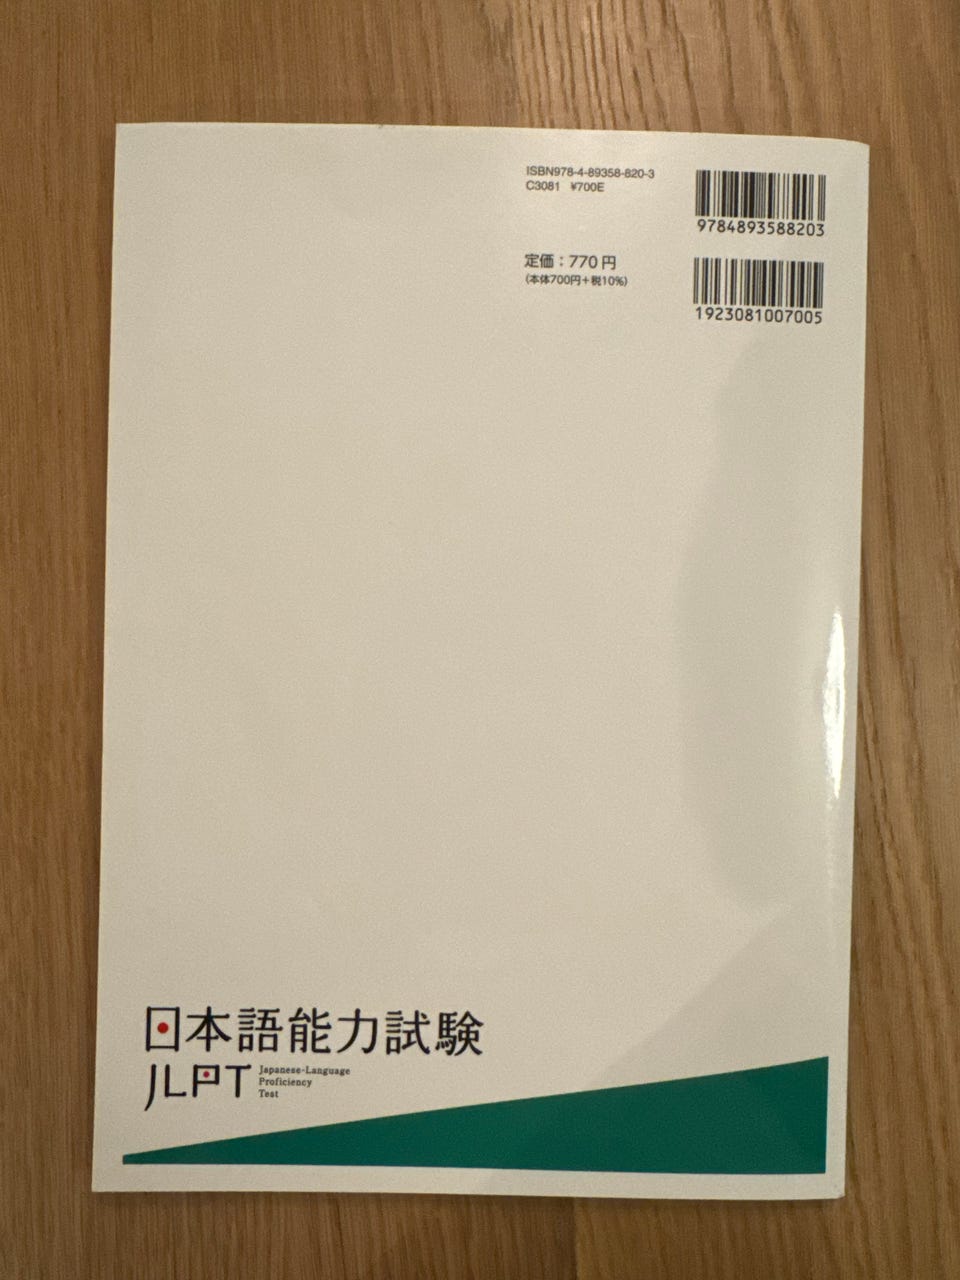 ISBN978-4-89358-820-3
C3081 ¥700E
9784893588203
定価：770円
（本体700円＋税10%）
1923081007005
日本語能力試験
JLPT
Japanese-Language
Proficiency
Test